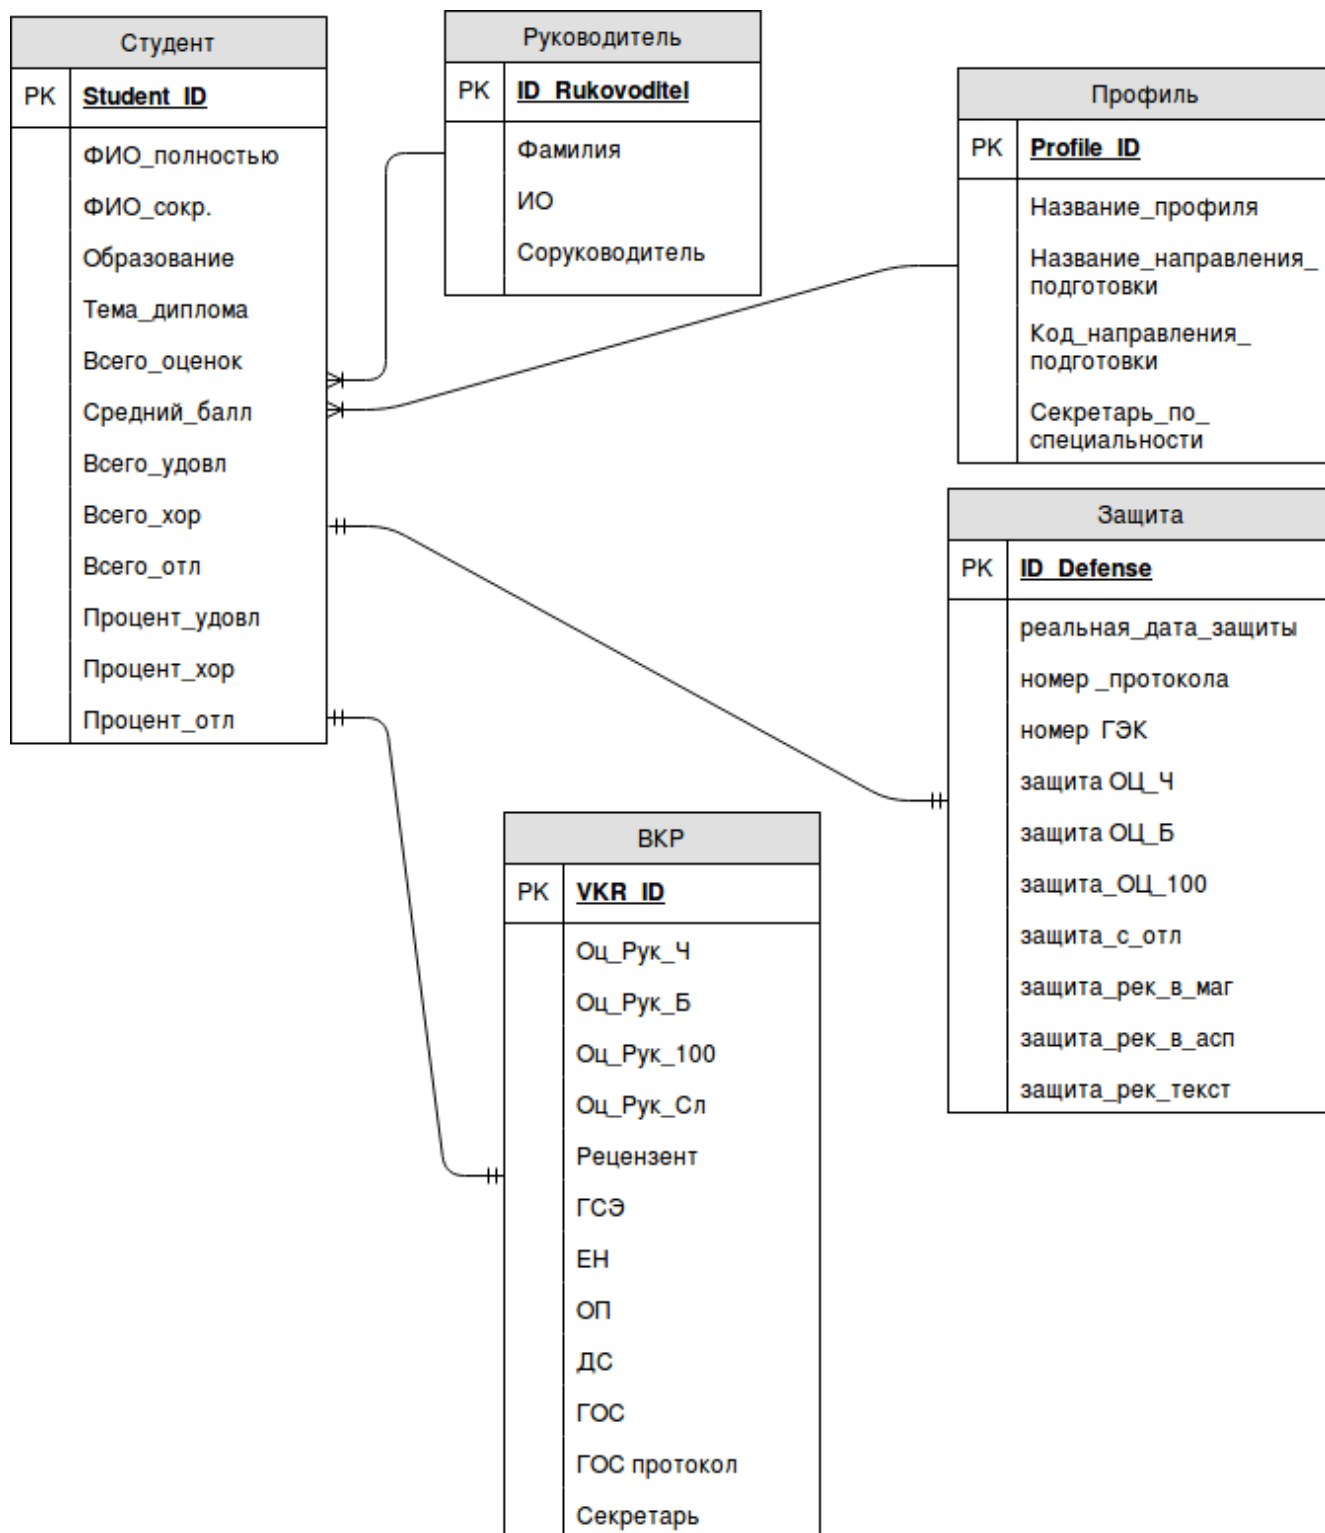 Студент
PK Student_ID
ФИО_полностью
ФИО_сокр.
Образование
Тема_диплома
Всего_оценок
Средний_балл
Всего_удовл
Всего_хор
Всего_отл
Процент_удовл
Процент_хор
Процент_отл
Руководитель
PK ID_Rukovoditel
Фамилия
ИО
Соруководитель
Профиль
PK Profile_ID
Название_профиля
Название_направления_
подготовки
Код_направления_
подготовки
Секретарь_по_
специальности
Защита
PK ID_Defense
реальная_дата_защиты
номер _протокола
номер ГЭК
защита ОЦ_Ч
защита ОЦ_Б
защита_ОЦ_100
защита_с_отл
защита_рек_в_маг
защита_рек_в_асп
защита_рек_текст
ВКР
PK VKR_ID
Оц_Рук_Ч
Оц_Рук_Б
Оц_Рук_100
Оц_Рук_Сл
Рецензент
ГСЭ
ЕН
ОП
ДС
ГОС
ГОС протокол
Секретарь